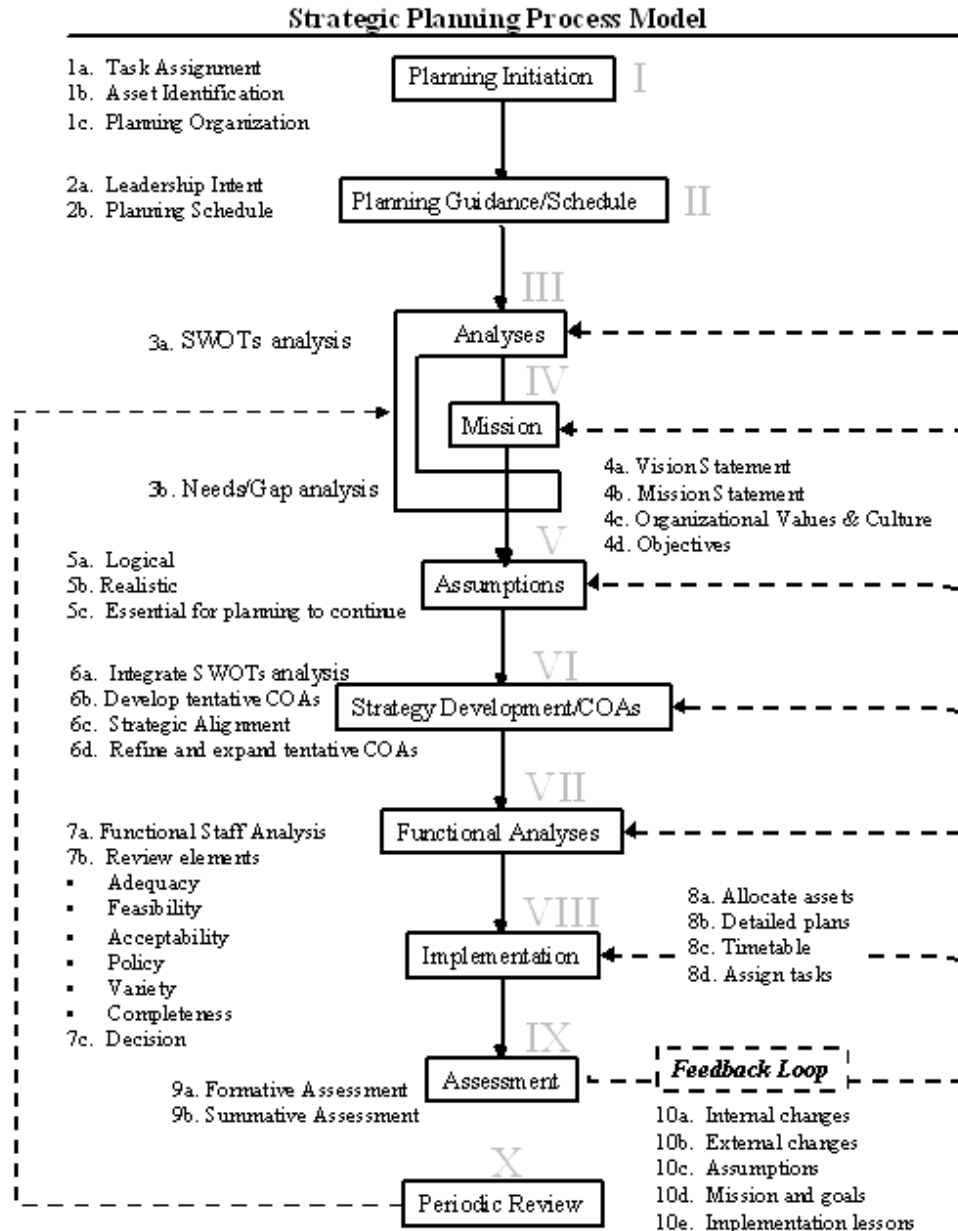 Strategic Planning Process Model
1a. Task Assignment
1b. Asset Identification
1c. Planning Organization
Planning Initiation
I
2a. Leadership Intent
2b. Planning Schedule
Planning Guidance/Schedule
II
III
3a. SWOTs analysis
Analyses
IV
Mission
3b. Needs/Gap analysis
4a. Vision Statement
4b. Mission Statement
4c. Organizational Values & Culture
4d. Objectives
V
5a. Logical
5b. Realistic
5c. Essential for planning to continue
Assumptions
VI
6a. Integrate SWOTs analysis
6b. Develop tentative COAs
6c. Strategic Alignment
6d. Refine and expand tentative COAs
Strategy Development/COAs
VII
7a. Functional Staff Analysis
7b. Review elements
▪ Adequacy
▪ Feasibility
▪ Acceptability
▪ Policy
▪ Variety
▪ Completeness
7c. Decision
Functional Analyses
VIII
Implementation
8a. Allocate assets
8b. Detailed plans
8c. Timetable
8d. Assign tasks
IX
Assessment
9a. Formative Assessment
9b. Summative Assessment
Feedback Loop
10a. Internal changes
10b. External changes
10c. Assumptions
10d. Mission and goals
10e. Implementation lessons
X
Periodic Review